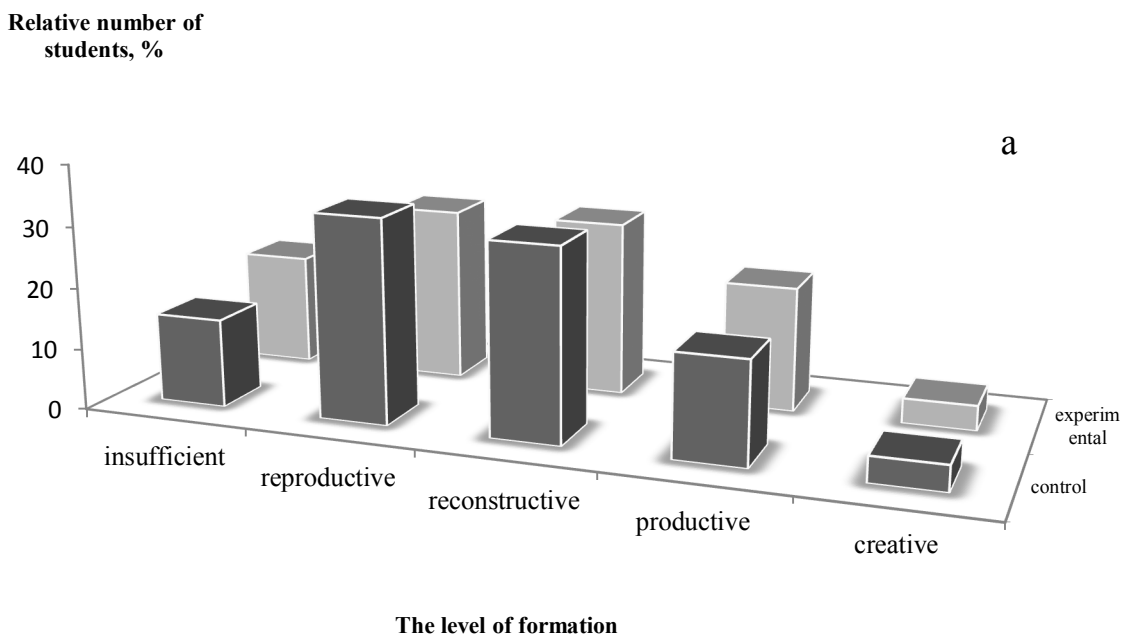 Relative number of
students, %
a
40
30
20
10
0
insufficient
reproductive
reconstructive
productive
creative
experim
ental
control
The level of formation